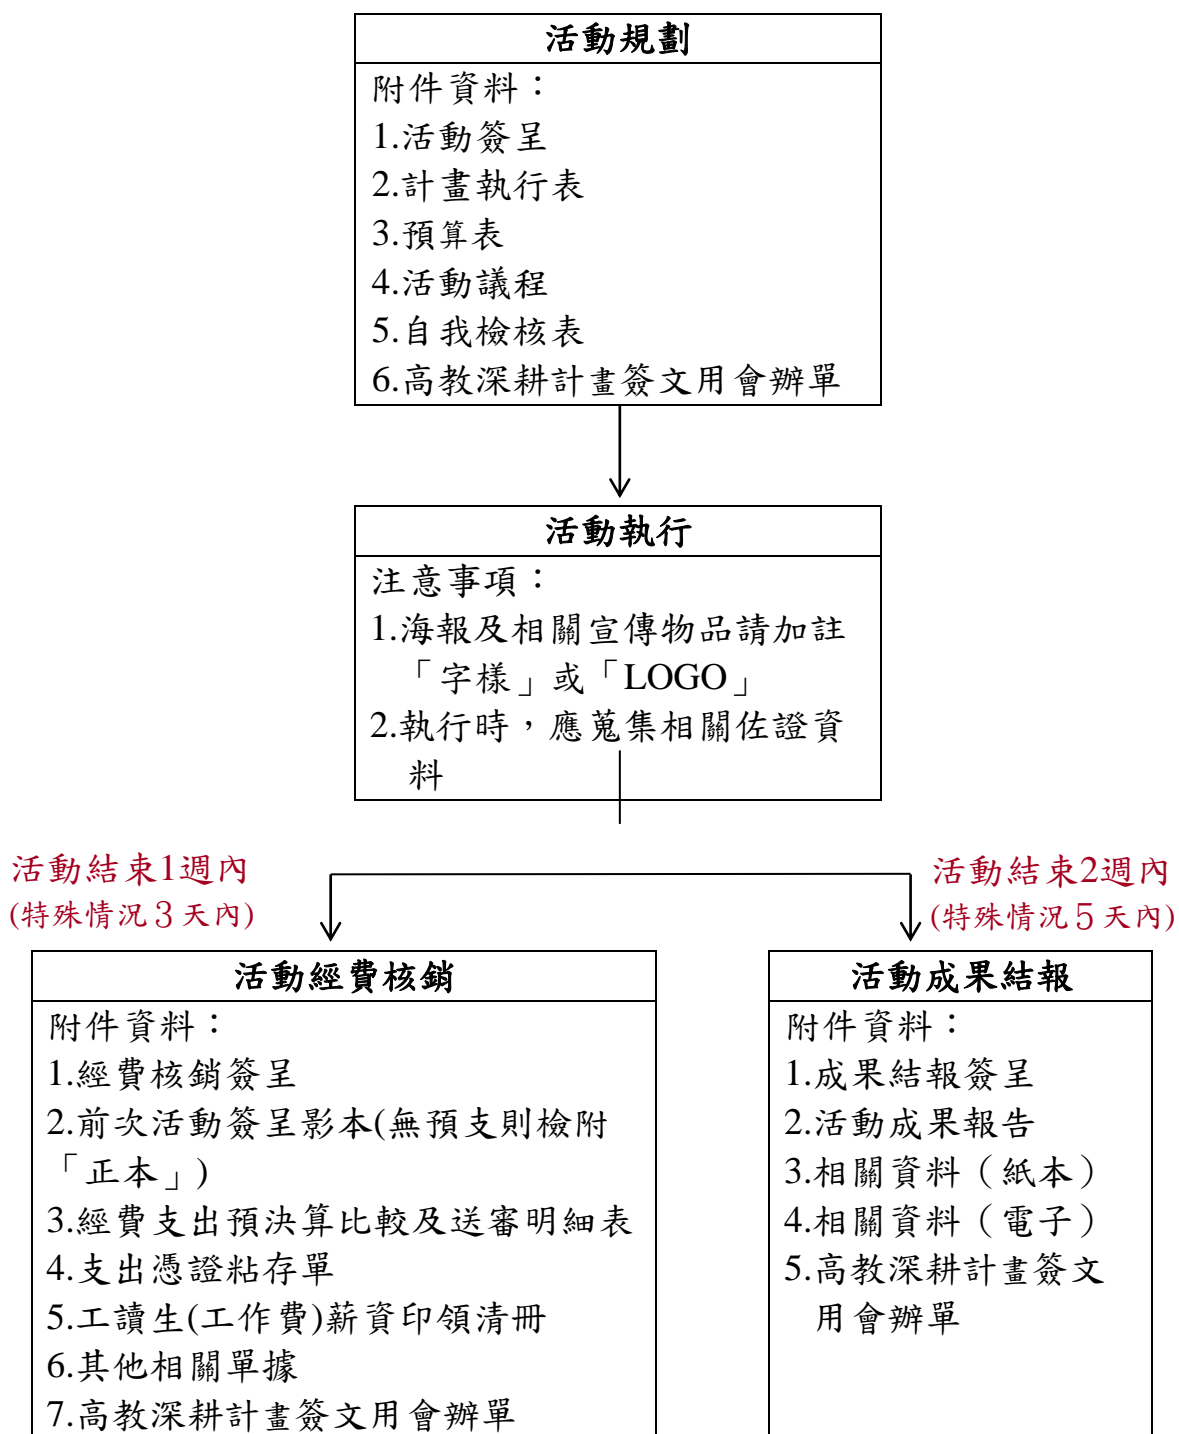 活動規劃
附件資料：
1.活動簽呈
2.計畫執行表
3.預算表
4.活動議程
5.自我檢核表
6.高教深耕計畫簽文用會辦單
活動執行
注意事項：
1.海報及相關宣傳物品請加註
「字樣」或「LOGO」
2.執行時，應蒐集相關佐證資
料
活動結束1週內
(特殊情況３天內)
活動結束2週內
(特殊情況５天內)
活動經費核銷
附件資料：
1.經費核銷簽呈
2.前次活動簽呈影本(無預支則檢附
「正本」)
3.經費支出預決算比較及送審明細表
4.支出憑證粘存單
5.工讀生(工作費)薪資印領清冊
6.其他相關單據
7.高教深耕計畫簽文用會辦單
活動成果結報
附件資料：
1.成果結報簽呈
2.活動成果報告
3.相關資料（紙本）
4.相關資料（電子）
5.高教深耕計畫簽文
用會辦單